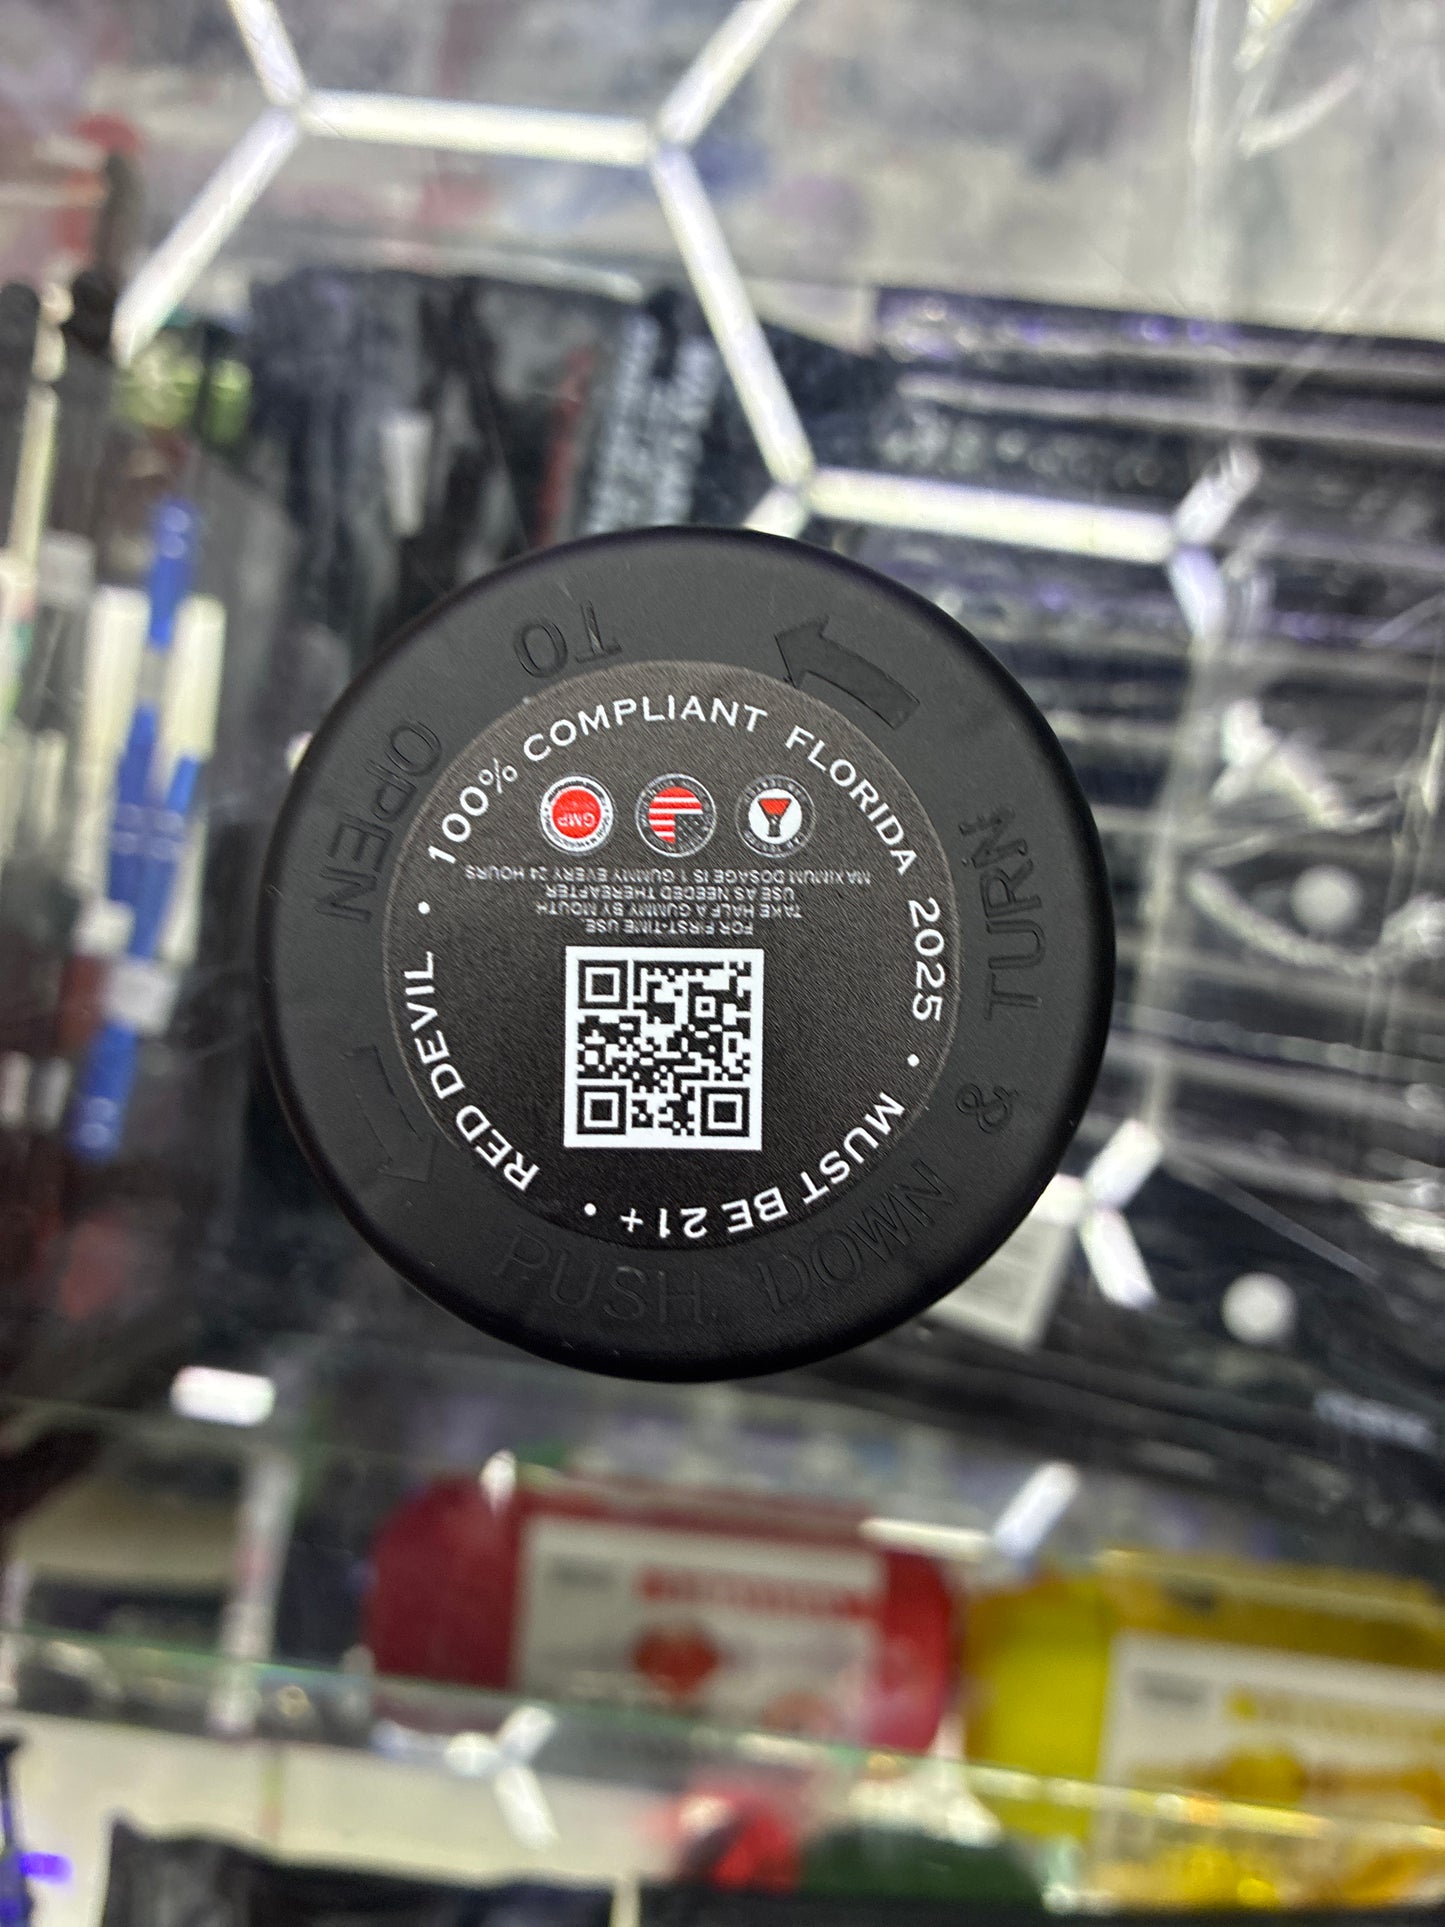 100% COMPLIANT FLORIDA 2025 • MUST BE 21+ • RED DEVIL •
GMP
FOR FIRST-TIME USE,
TAKE HALF A GUMMY BY MOUTH
USE AS NEEDED THEREAFTER.
MAXIMUM DOSAGE IS 1 GUMMY EVERY 24 HOURS
PUSH DOWN & TURN TO OPEN